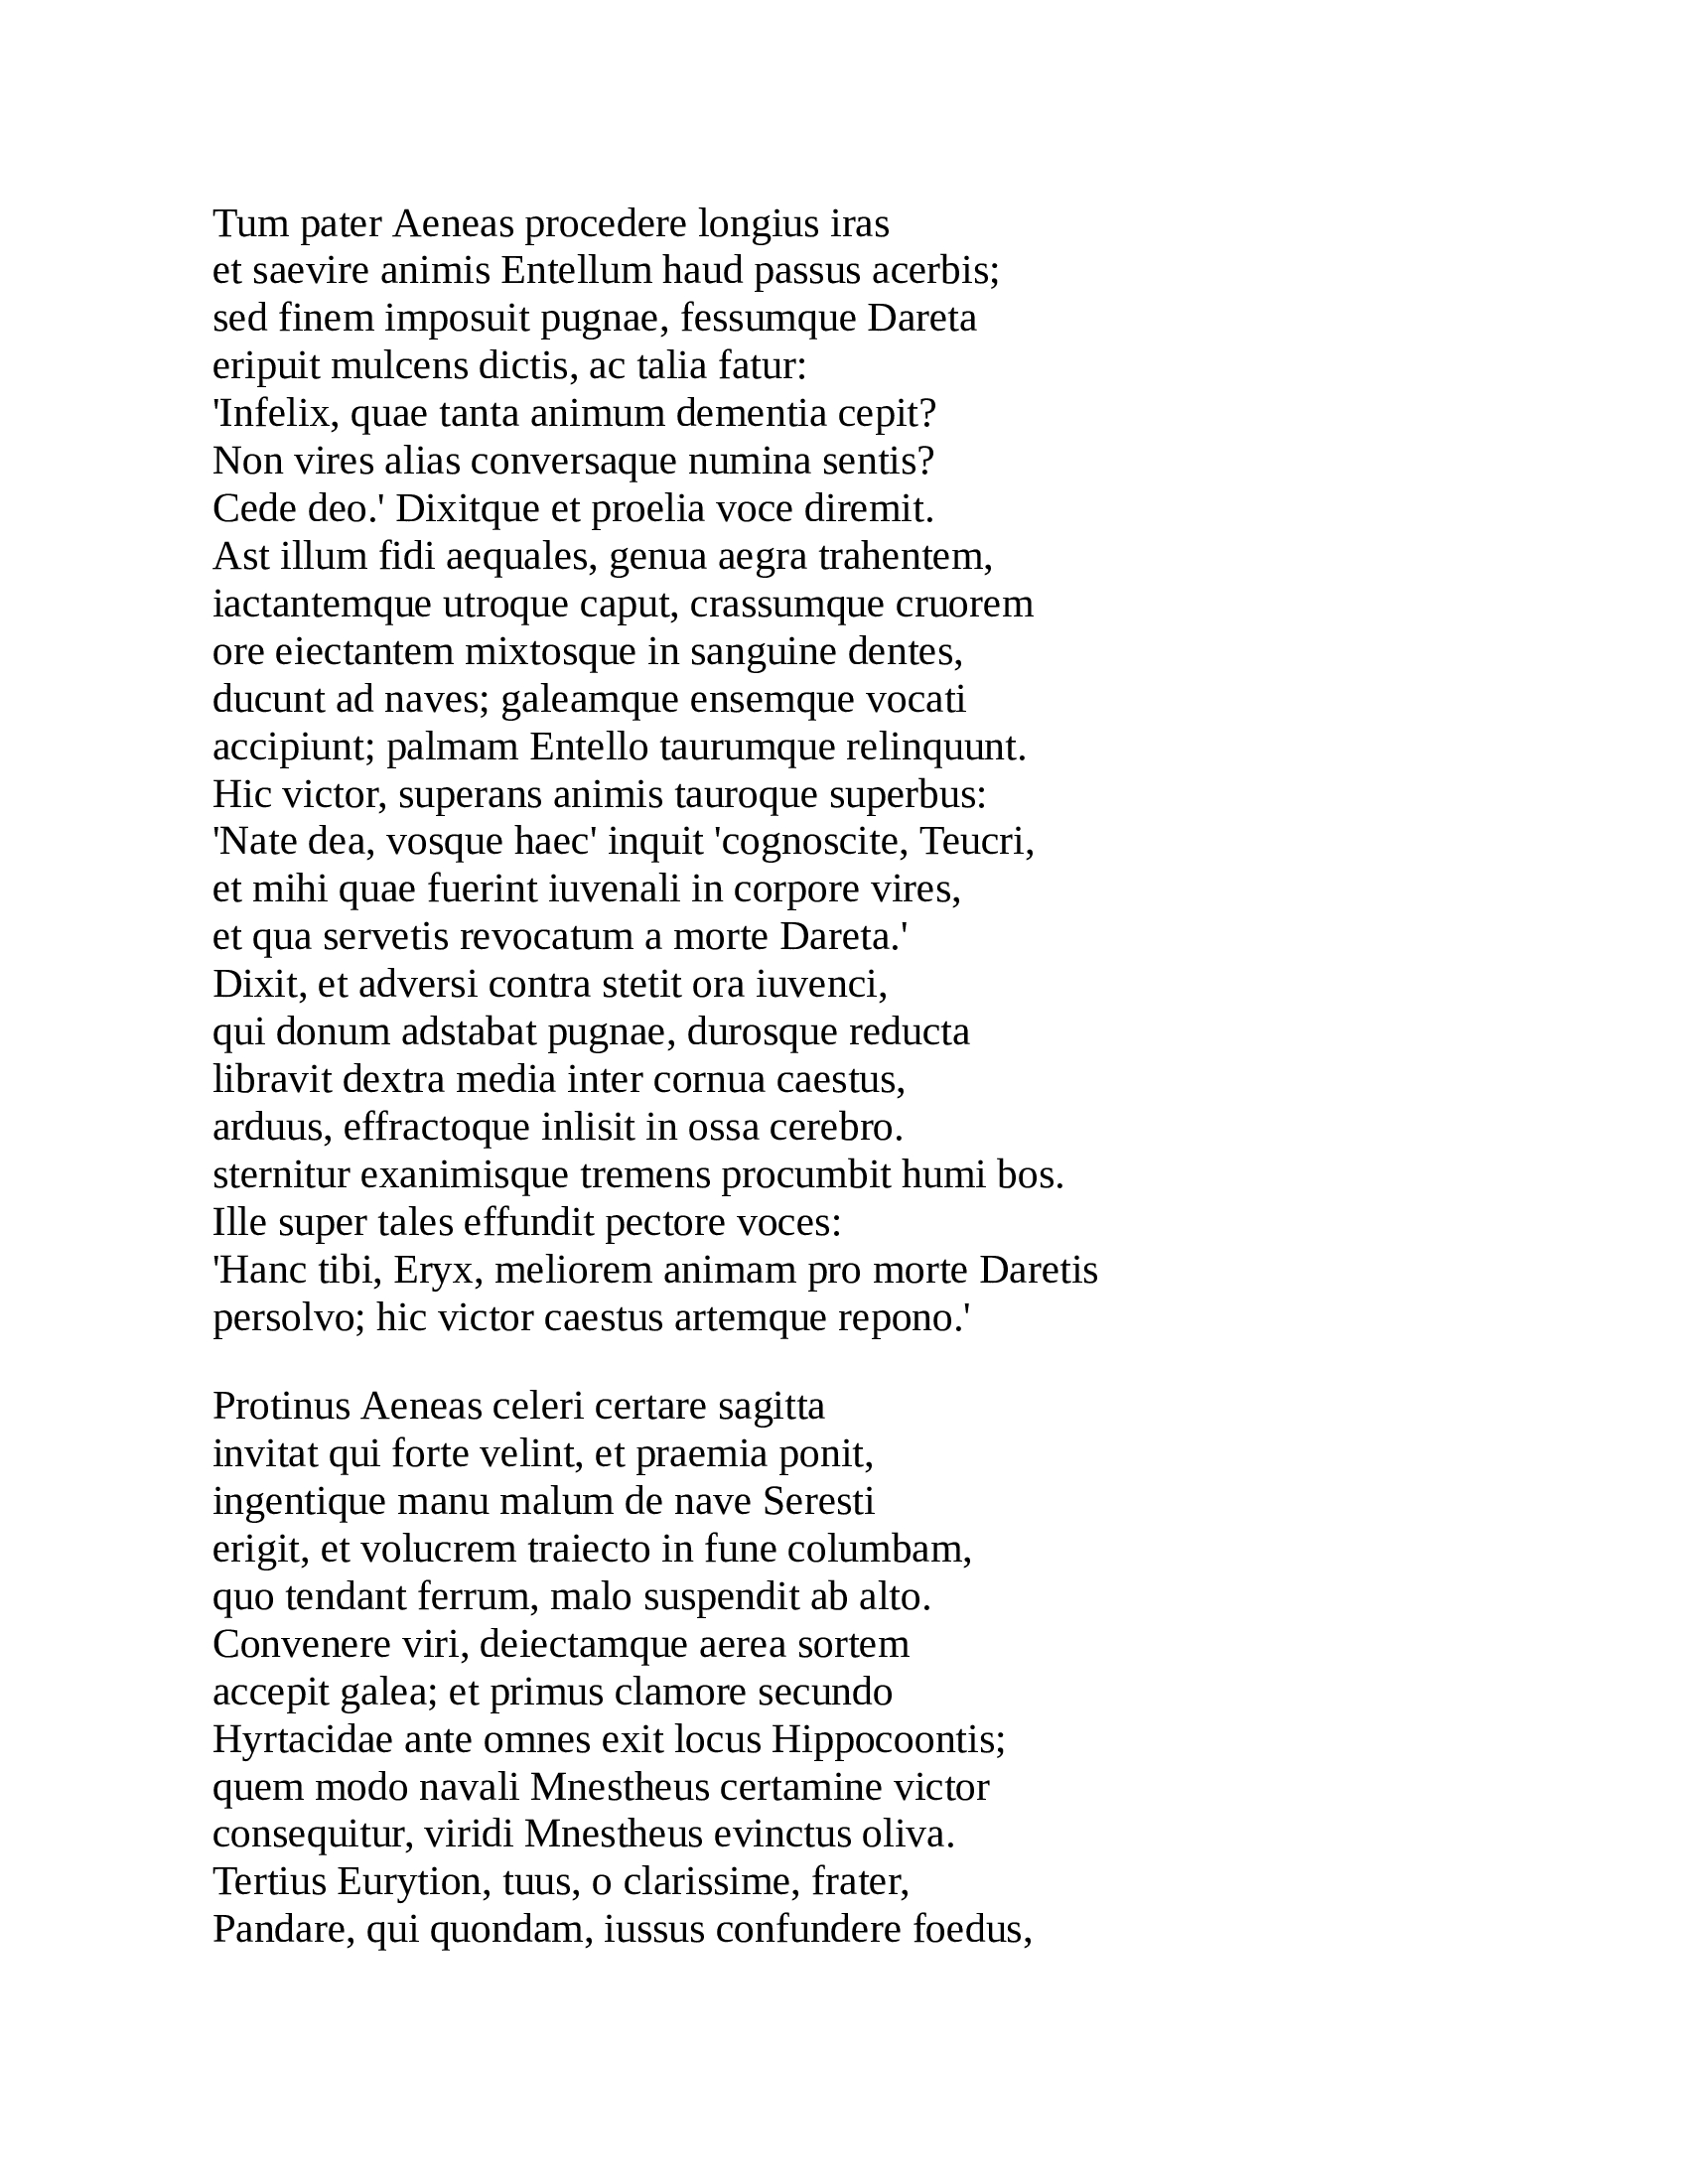 Tum pater Aeneas procedere longius iras
et saevire animis Entellum haud passus acerbis;
sed finem imposuit pugnae, fessumque Dareta
eripuit mulcens dictis, ac talia fatur:
'Infelix, quae tanta animum dementia cepit?
Non vires alias conversaque numina sentis?
Cede deo.' Dixitque et proelia voce diremit.
Ast illum fidi aequales, genua aegra trahentem,
iactantemque utroque caput, crassumque cruorem
ore eiectantem mixtosque in sanguine dentes,
ducunt ad naves; galeamque ensemque vocati
accipiunt; palmam Entello taurumque relinquunt.
Hic victor, superans animis tauroque superbus:
'Nate dea, vosque haec' inquit 'cognoscite, Teucri,
et mihi quae fuerint iuvenali in corpore vires,
et qua servetis revocatum a morte Dareta.'
Dixit, et adversi contra stetit ora iuvenci,
qui donum adstabat pugnae, durosque reducta
libravit dextra media inter cornua caestus,
arduus, effractoque inlisit in ossa cerebro.
sternitur exanimisque tremens procumbit humi bos.
Ille super tales effundit pectore voces:
'Hanc tibi, Eryx, meliorem animam pro morte Daretis
persolvo; hic victor caestus artemque repono.'

Protinus Aeneas celeri certare sagitta
invitat qui forte velint, et praemia ponit,
ingentique manu malum de nave Seresti
erigit, et volucrem traiecto in fune columbam,
quo tendant ferrum, malo suspendit ab alto.
Convenere viri, deiectamque aerea sortem
accepit galea; et primus clamore secundo
Hyrtacidae ante omnes exit locus Hippocoontis;
quem modo navali Mnestheus certamine victor
consequitur, viridi Mnestheus evinctus oliva.
Tertius Eurytion, tuus, o clarissime, frater,
Pandare, qui quondam, iussus confundere foedus,